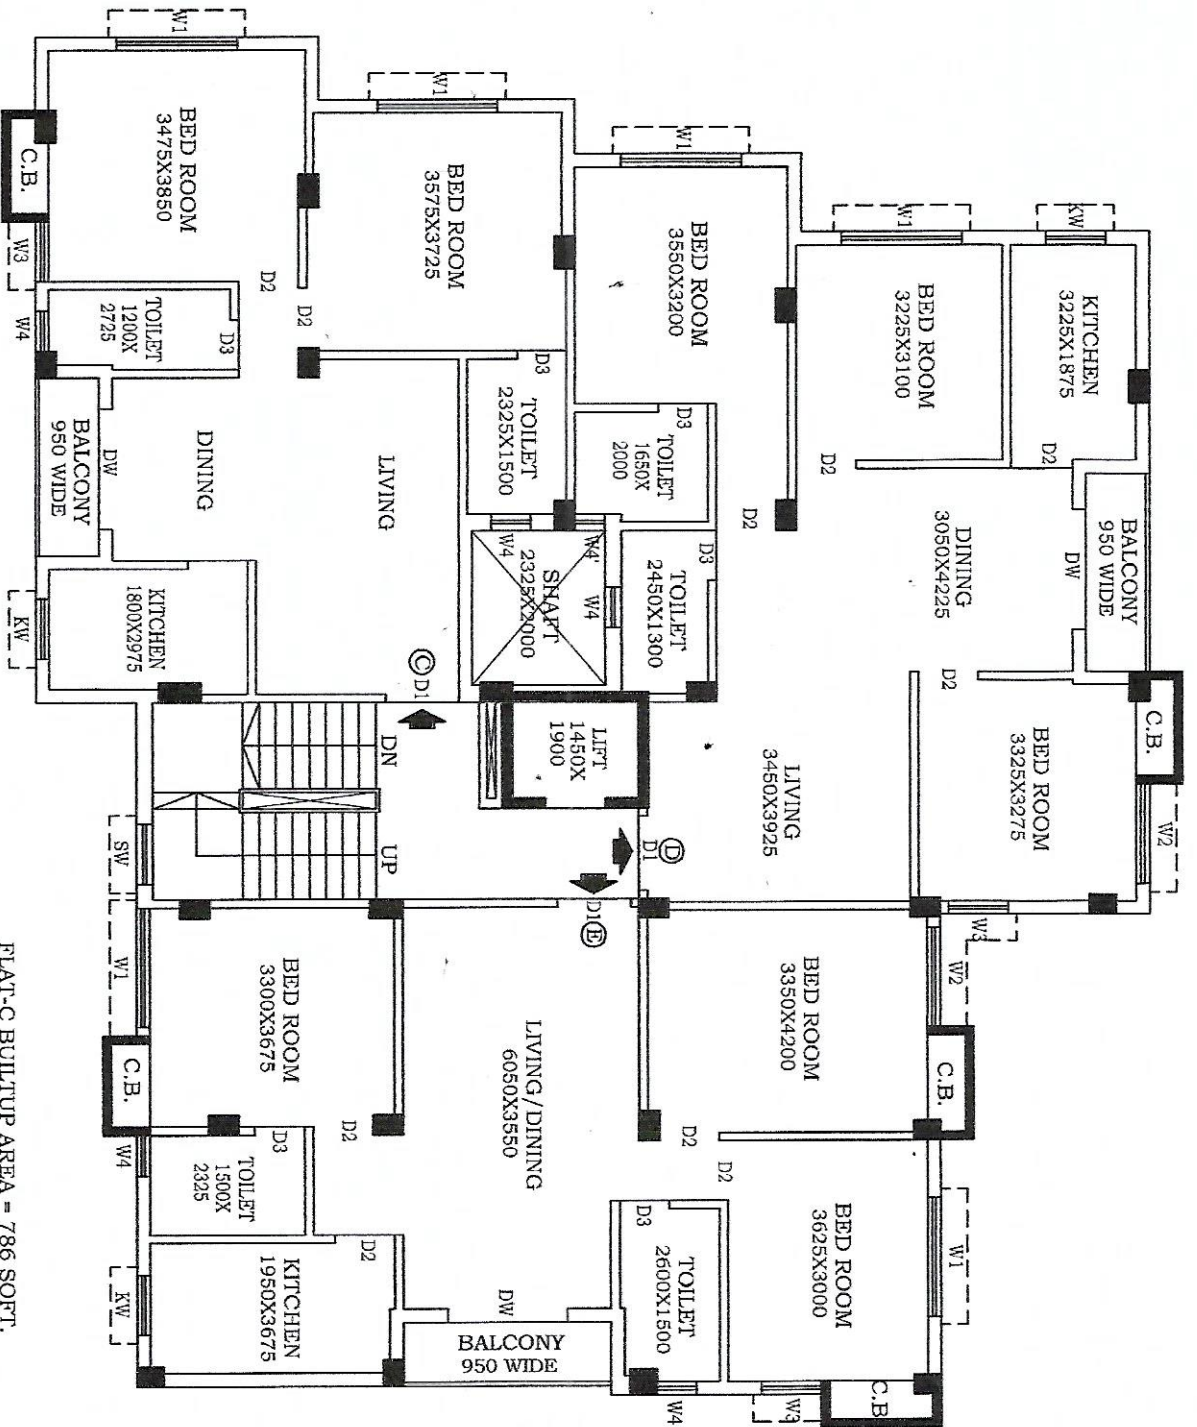 W1
BED ROOM
3475X3850
C.B.
W3
D2
W1
BED ROOM
3575X3725
D2
W4
TOILET
1200X
2725
D3
BALCONY
950 WIDE
DW
DINING
LIVING
D3
TOILET
2325X1500
KITCHEN
1800X2975
KW
W1
BED ROOM
3550X3200
D3
TOILET
1650X
2000
D2
W4
W4'
SHAFT
2325X2000
W4
D3
TOILET
2450X1300
W1
BED ROOM
3225X3100
D2
KW
KITCHEN
3225X1875
D2
BALCONY
950 WIDE
DW
DINING
3050X4225
D2
C.B.
BED ROOM
3325X3275
W2
W3
LIVING
3450X3925
LIFT
1450X
1900
C
D1
DN
UP
SW
D
D1
D1
E
W1
BED ROOM
3300X3675
C.B.
D2
W4
TOILET
1500X
2325
D3
D2
KITCHEN
1950X3675
KW
LIVING/DINING
6050X3550
DW
BALCONY
950 WIDE
W2
BED ROOM
3350X4200
C.B.
D2
D2
W1
BED ROOM
3625X3000
D3
TOILET
2600X1500
W4
W3
C.B
FLAT-C BUILTUP AREA = 786 SQFT.